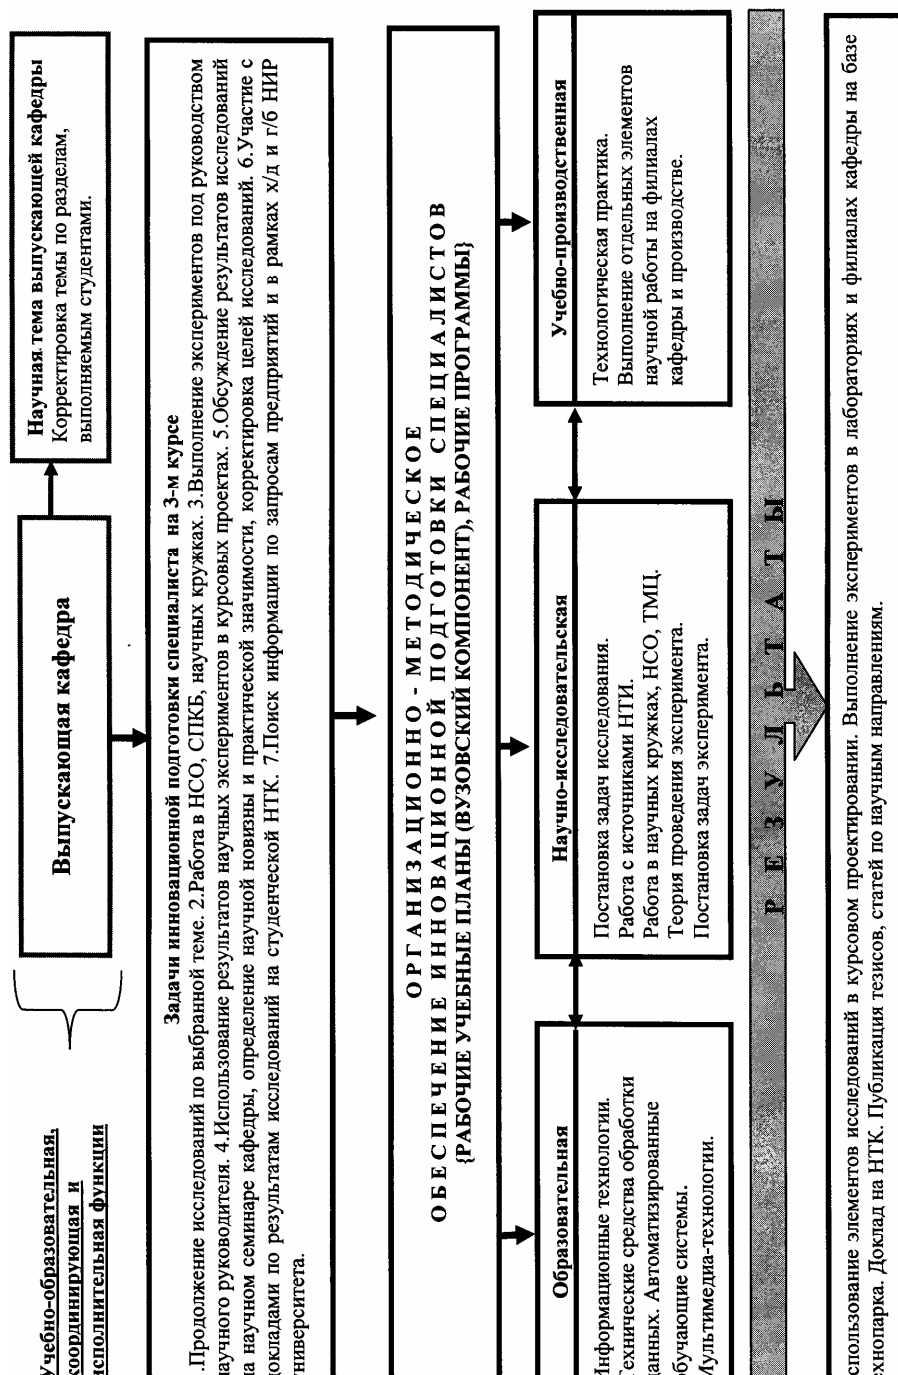 Учебно-образовательная,
координирующая и
исполнительная функции
Выпускающая кафедра
Научная тема выпускающей кафедры
Корректировка темы по разделам,
выполняемым студентами.
Задачи инновационной подготовки специалиста на 3-м курсе
.Продолжение исследований по выбранной теме. 2.Работа в НСО, СПКБ, научных кружках. 3.Выполнение экспериментов под руководством
научного руководителя. 4.Использование результатов научных экспериментов в курсовых проектах. 5.Обсуждение результатов исследований
на научном семинаре кафедры, определение научной новизны и практической значимости, корректировка целей исследований. 6.Участие с
докладами по результатам исследований на студенческой НТК. 7.Поиск информации по запросам предприятий и в рамках х/д и г/б НИР
университета.
ОРГАНИЗАЦИОННО - МЕТОДИЧЕСКОЕ
ОБЕСПЕЧЕНИЕ ИННОВАЦИОННОЙ ПОДГОТОВКИ СПЕЦИАЛИСТОВ
{РАБОЧИЕ УЧЕБНЫЕ ПЛАНЫ (ВУЗОВСКИЙ КОМПОНЕНТ), РАБОЧИЕ ПРОГРАММЫ}
Образовательная
Информационные технологии.
Технические средства обработки
данных. Автоматизированные
обучающие системы.
Мультимедиа-технологии.
Научно-исследовательская
Постановка задач исследования.
Работа с источниками НТИ.
Работа в научных кружках, НСО, ТМЦ.
Теория проведения эксперимента.
Постановка задач эксперимента.
Учебно-производственная
Технологическая практика.
Выполнение отдельных элементов
научной работы на филиалах
кафедры и производстве.
РЕЗУЛЬТАТЫ
спользование элементов исследований в курсовом проектировании. Выполнение экспериментов в лабораториях и филиалах кафедры на базе
ехнопарка. Доклад на НТК. Публикация тезисов, статей по научным направлениям.